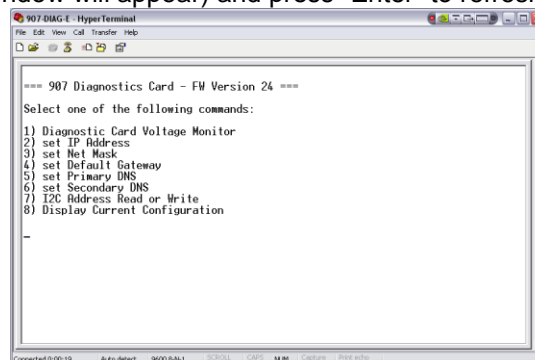 ndow will appear) and press "Enter" to refresh
907-DIAG-E - HyperTerminal
File Edit View Call Transfer Help
=== 907 Diagnostics Card - FW Version 24 ===
Select one of the following commands:
1) Diagnostic Card Voltage Monitor
2) set IP Address
3) set Net Mask
4) set Default Gateway
5) set Primary DNS
6) set Secondary DNS
7) I2C Address Read or Write
8) Display Current Configuration
_
Connected 0:00:19 Auto detect 9600 8-N-1 SCROLL CAPS NUM Capture Print echo